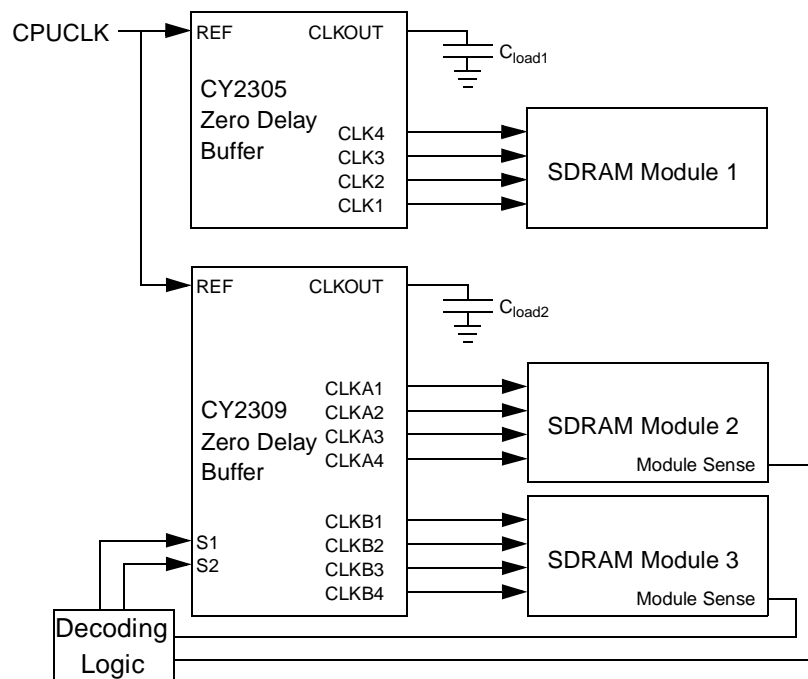 CPUCLK
REF
CLKOUT
Cload1
CY2305
Zero Delay
Buffer
CLK4
CLK3
CLK2
CLK1
SDRAM Module 1
REF
CLKOUT
Cload2
CY2309
Zero Delay
Buffer
CLKA1
CLKA2
CLKA3
CLKA4
SDRAM Module 2
Module Sense
S1
S2
CLKB1
CLKB2
CLKB3
CLKB4
SDRAM Module 3
Module Sense
Decoding
Logic